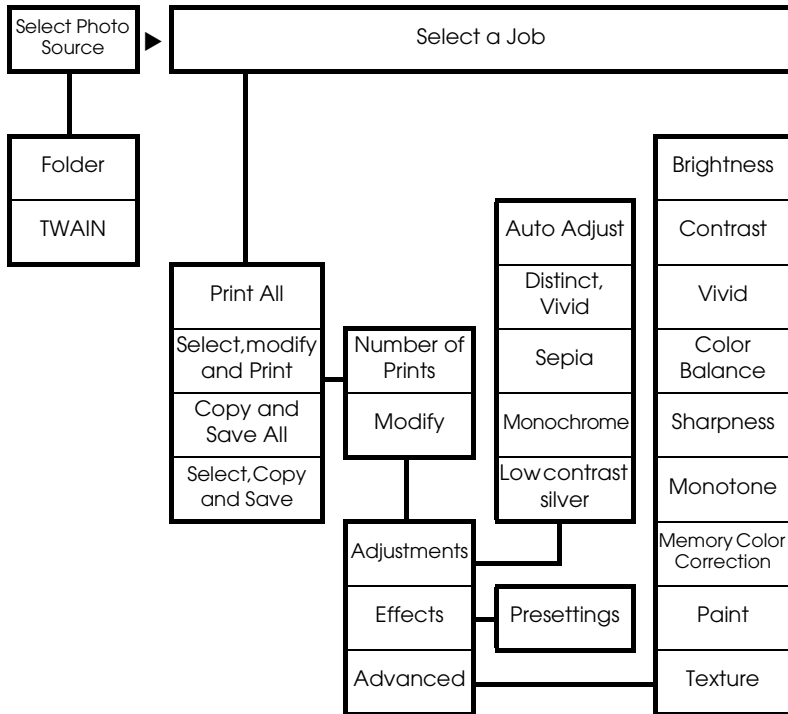 Select Photo
Source
Select a Job
Folder
TWAIN
Print All
Select,modify
and Print
Copy and
Save All
Select,Copy
and Save
Number of
Prints
Modify
Adjustments
Effects
Advanced
Auto Adjust
Distinct,
Vivid
Sepia
Monochrome
Low contrast
silver
Presettings
Brightness
Contrast
Vivid
Color
Balance
Sharpness
Monotone
Memory Color
Correction
Paint
Texture